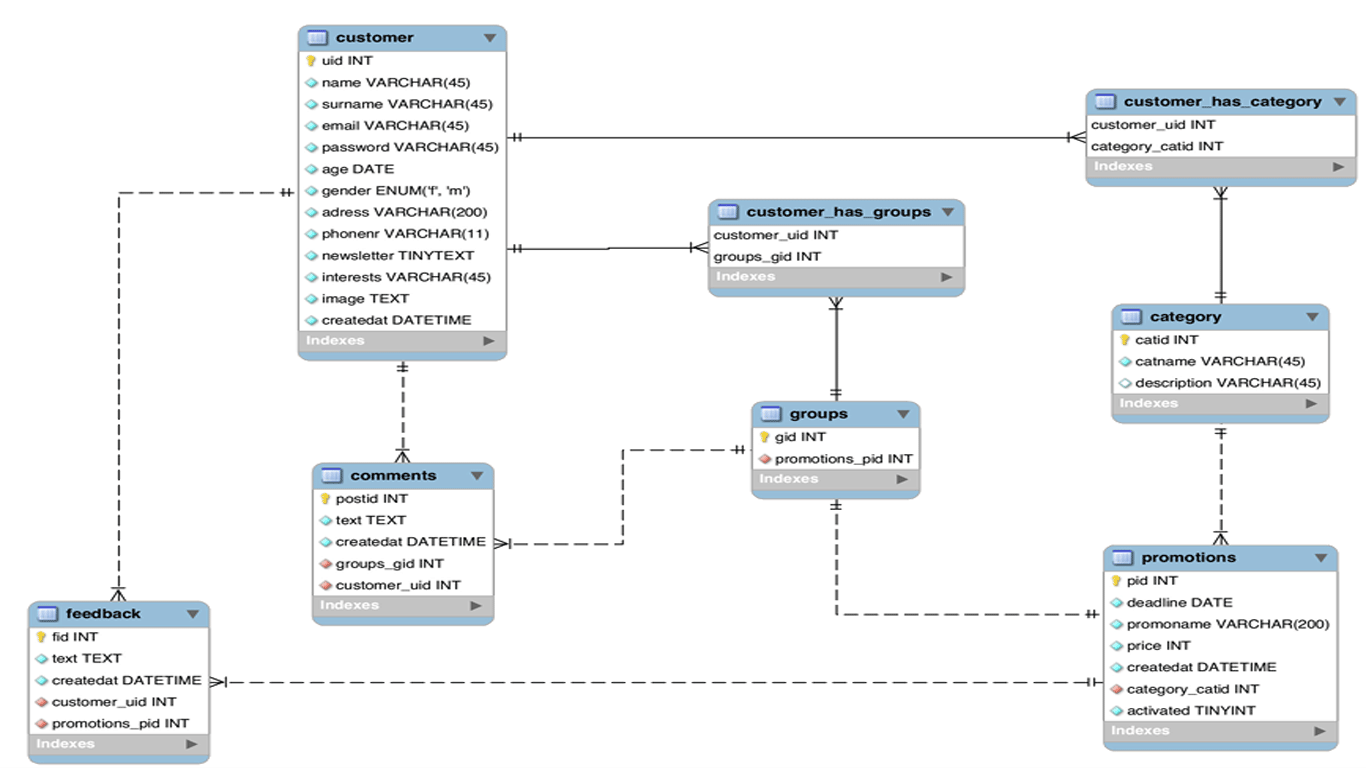 customer
uid INT
name VARCHAR(45)
surname VARCHAR(45)
email VARCHAR(45)
password VARCHAR(45)
age DATE
gender ENUM('f', 'm')
adress VARCHAR(200)
phonenr VARCHAR(11)
newsletter TINYTEXT
interests VARCHAR(45)
image TEXT
createdat DATETIME
Indexes
customer_has_category
customer_uid INT
category_catid INT
Indexes
customer_has_groups
customer_uid INT
groups_gid INT
Indexes
category
catid INT
catname VARCHAR(45)
description VARCHAR(45)
Indexes
groups
gid INT
promotions_pid INT
Indexes
comments
postid INT
text TEXT
createdat DATETIME
groups_gid INT
customer_uid INT
Indexes
promotions
pid INT
deadline DATE
promoname VARCHAR(200)
price INT
createdat DATETIME
category_catid INT
activated TINYINT
Indexes
feedback
fid INT
text TEXT
createdat DATETIME
customer_uid INT
promotions_pid INT
Indexes